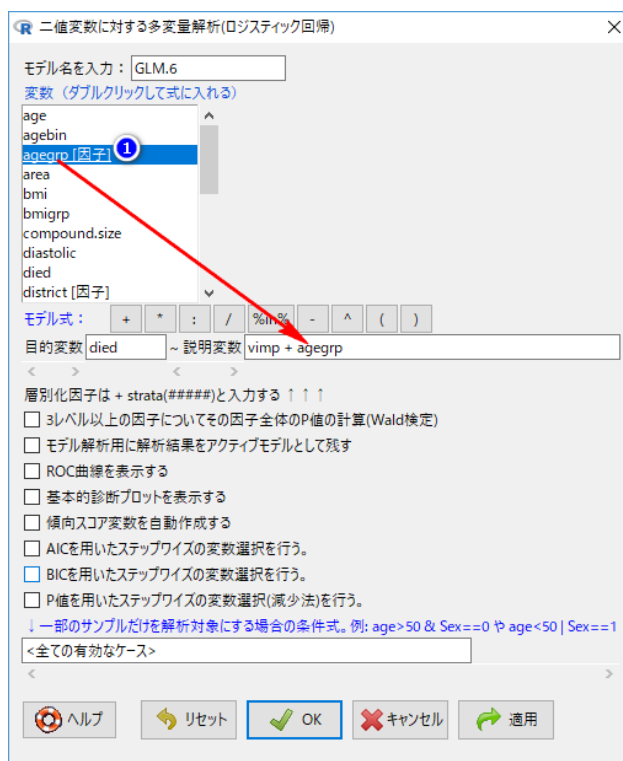 二値変数に対する多変量解析(ロジスティック回帰)
モデル名を入力： GLM.6
変数（ダブルクリックして式に入れる）
age
agebin
agegrp [因子] 1
area
bmi
bmigrp
compound.size
diastolic
died
district [因子]
モデル式： + * : / %in% - ^ ( )
目的変数 died ~ 説明変数 vimp + agegrp
層別化因子は + strata(#####)と入力する ↑ ↑ ↑
3レベル以上の因子についてその因子全体のP値の計算(Wald検定)
モデル解析用に解析結果をアクティブモデルとして残す
ROC曲線を表示する
基本的診断プロットを表示する
傾向スコア変数を自動作成する
AICを用いたステップワイズの変数選択を行う。
BICを用いたステップワイズの変数選択を行う。
P値を用いたステップワイズの変数選択(減少法)を行う。
↓一部のサンプルだけを解析対象にする場合の条件式。例: age>50 & Sex==0 や age<50 | Sex==1
<全ての有効なケース>
ヘルプ リセット OK キャンセル 適用